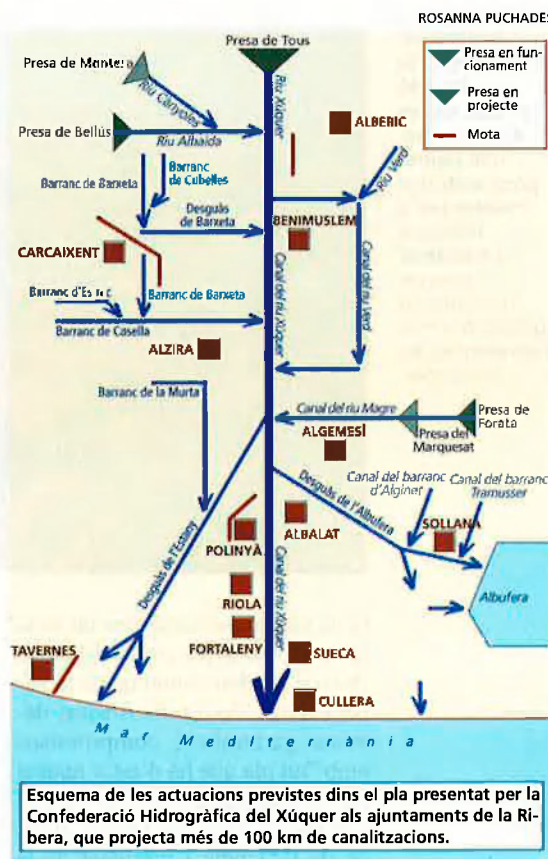 ROSANNA PUCHADES
Presa en fun-
cionament
Presa en
projecte
Mota
Presa de Tous
Presa de
Riu Cànyoles
Presa de Bellús
Riu Albaida
Riu Xúquer
ALBERIC
Riu Verd
Barranc de Barxeta
Barranc
de Cubelles
Desguàs
de Barxeta
BENIMUSLEM
CARCAIXENT
Canal del riu Xúquer
Canal del riu Verd
Barranc
Barranc de Barxeta
Barranc de Casella
ALZIRA
Barranc de la Murta
Canal del riu Magre
Presa de
Forata
Presa del
Marquesat
ALGEMESÍ
Canal del barranc
d'Alginet
Canal del barranc
Tramusser
Desguàs de l'Albufera
SOLLANA
ALBALAT
POLINYÀ
Desguàs de l'Estany
Canal del riu Xúquer
Albufera
RIOLA
FORTALENY
TAVERNES
SUECA
CULLERA
Mar Mediterrània
Esquema de les actuacions previstes dins el pla presentat per la
Confederació Hidrogràfica del Xúquer als ajuntaments de la Ri-
bera, que projecta més de 100 km de canalitzacions.